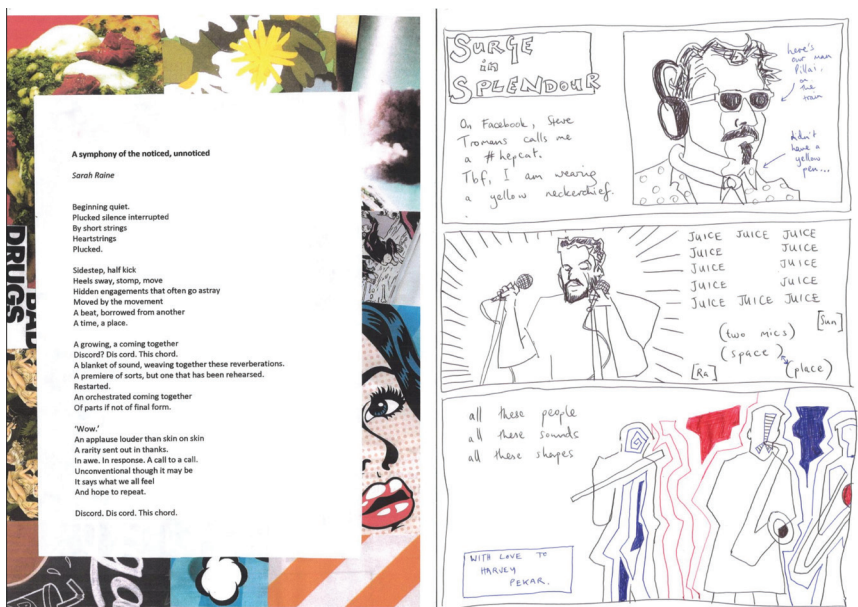 A symphony of the noticed, unnoticed
Sarah Raine
Beginning quiet.
Plucked silence interrupted
By short strings
Heartstrings
Plucked.
Sidestep, half kick
Heels sway, stomp, move
Hidden engagements that often go astray
Moved by the movement
A beat, borrowed from another
A time, a place.
A growing, a coming together
Discord? Dis cord. This chord.
A blanket of sound, weaving together these reverberations.
A premiere of sorts, but one that has been rehearsed.
Restarted.
An orchestrated coming together
Of parts if not of final form.
'Wow.'
An applause louder than skin on skin
A rarity sent out in thanks.
In awe. In response. A call to a call.
Unconventional though it may be
It says what we all feel
And hope to repeat.
Discord. Dis cord. This chord.
DRUGS
BAD
SURGE
in
SPLENDOUR
On Facebook, Steve
Tromans calls me
a #hepcat.
Tbf, I am wearing
a yellow neckerchief.
here's
our man
Pillai,
on
the
train
didn't
have a
yellow
pen...
JUICE JUICE JUICE
JUICE JUICE
JUICE JUICE
JUICE JUICE
JUICE JUICE JUICE
[Sun]
(two mics)
(space)
[Ra]
(place)
all these people
all these sounds
all these shapes
WITH LOVE TO
HARVEY
PEKAR.